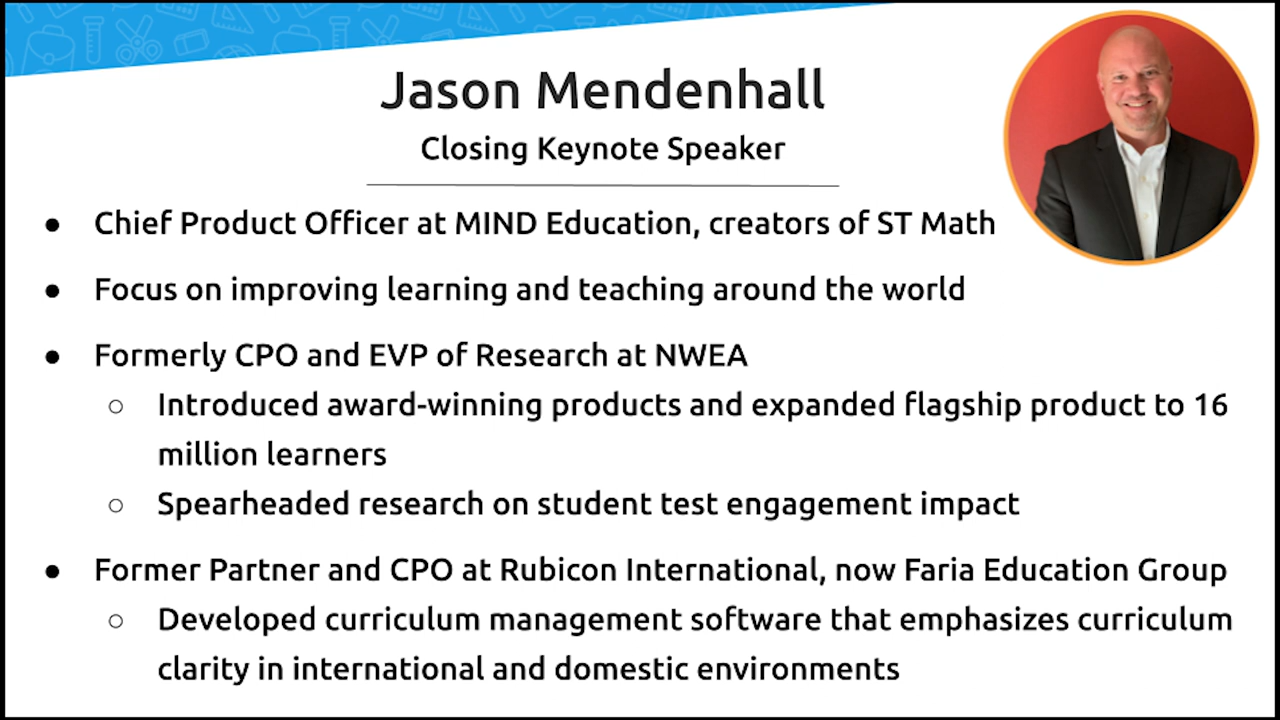 Jason Mendenhall
Closing Keynote Speaker
● Chief Product Officer at MIND Education, creators of ST Math
● Focus on improving learning and teaching around the world
● Formerly CPO and EVP of Research at NWEA
○ Introduced award-winning products and expanded flagship product to 16
million learners
○ Spearheaded research on student test engagement impact
● Former Partner and CPO at Rubicon International, now Faria Education Group
○ Developed curriculum management software that emphasizes curriculum
clarity in international and domestic environments